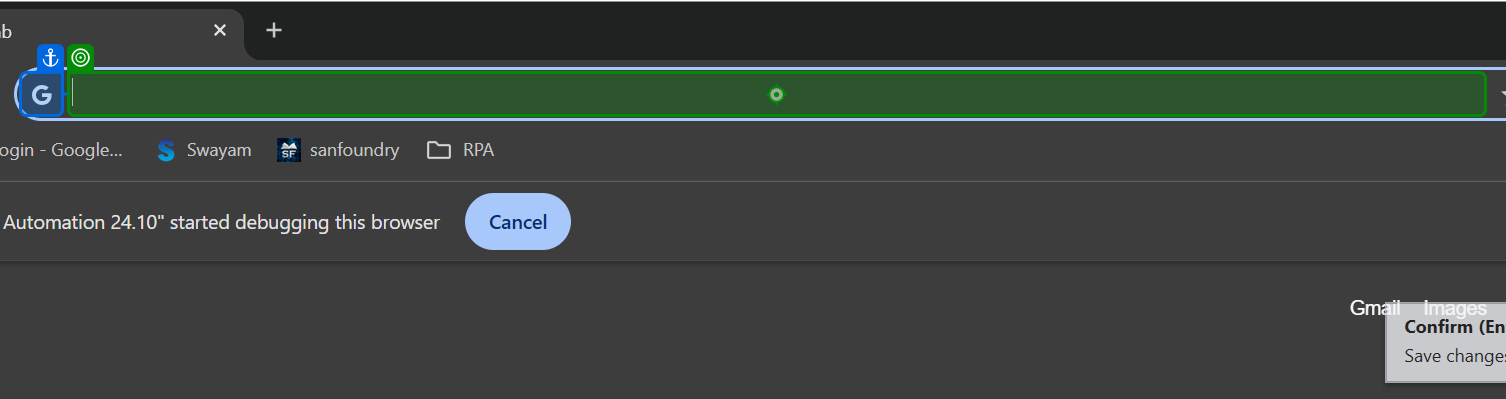 ab
G
ogin - Google... Swayam sanfoundry RPA
Automation 24.10" started debugging this browser Cancel
Gmail Images
Confirm (En
Save changes